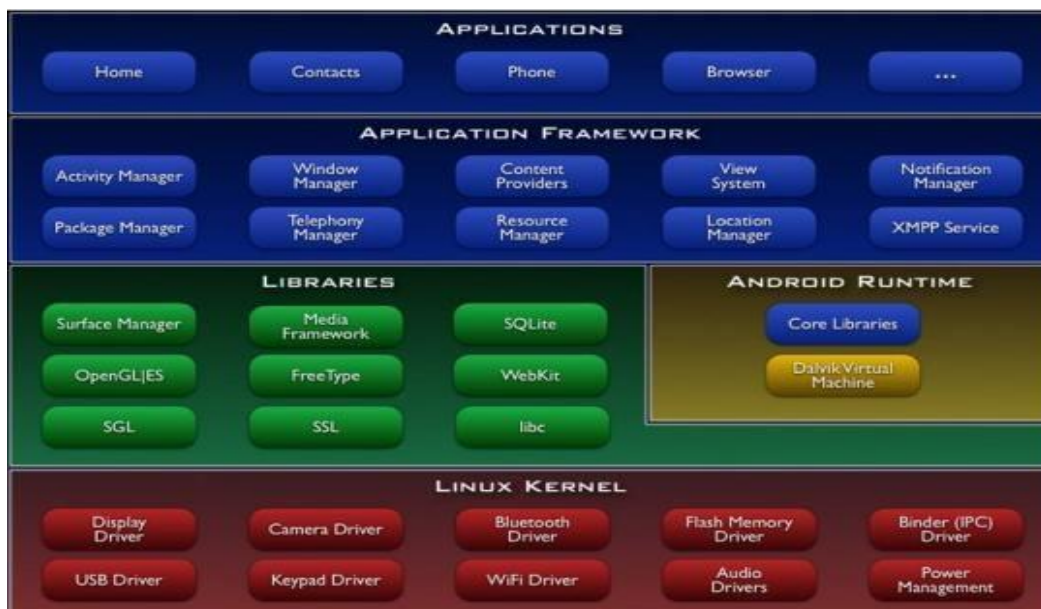 APPLICATIONS
Home
Contacts
Phone
Browser
...
APPLICATION FRAMEWORK
Activity Manager
Window
Manager
Content
Providers
View
System
Notification
Manager
Package Manager
Telephony
Manager
Resource
Manager
Location
Manager
XMPP Service
LIBRARIES
Surface Manager
Media
Framework
SQLite
OpenGL|ES
FreeType
WebKit
SGL
SSL
libc
ANDROID RUNTIME
Core Libraries
Dalvik Virtual
Machine
LINUX KERNEL
Display
Driver
Camera Driver
Bluetooth
Driver
Flash Memory
Driver
Binder (IPC)
Driver
USB Driver
Keypad Driver
WiFi Driver
Audio
Drivers
Power
Management